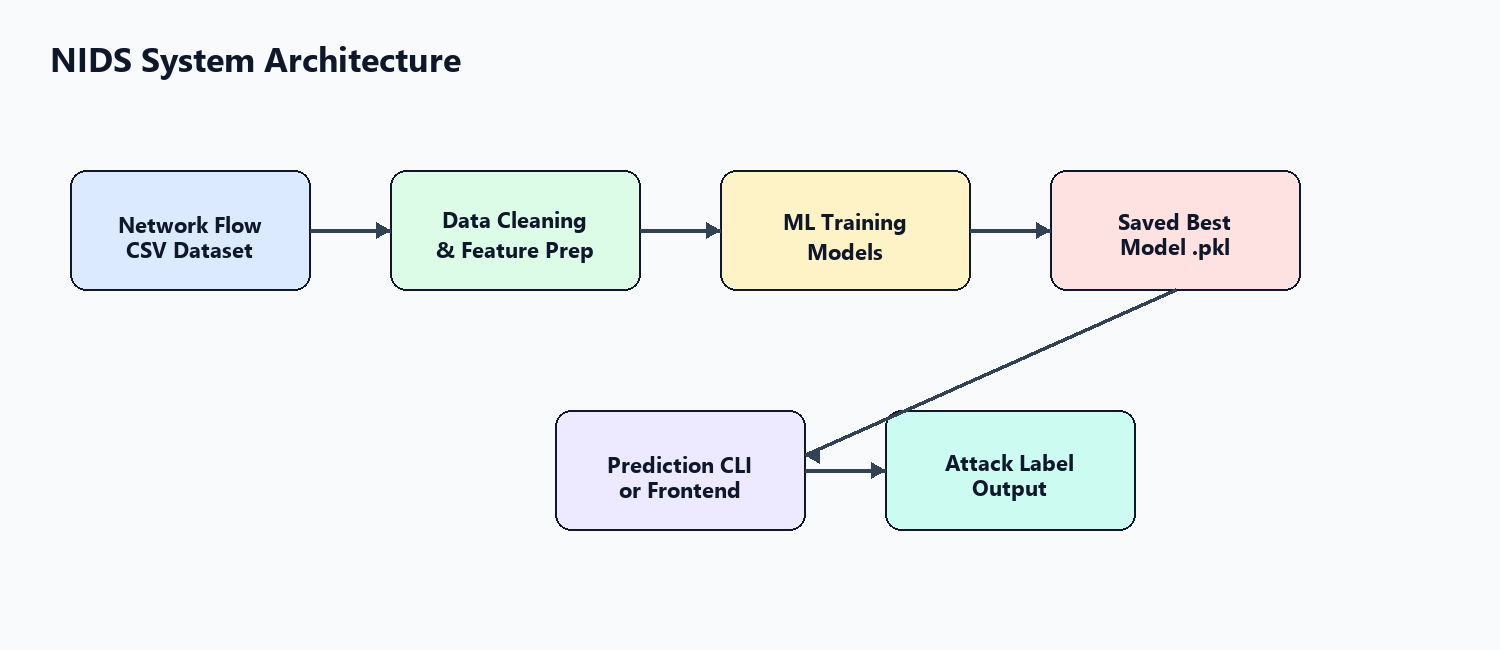 NIDS System Architecture
Network Flow
CSV Dataset
Data Cleaning
& Feature Prep
ML Training
Models
Saved Best
Model .pkl
Prediction CLI
or Frontend
Attack Label
Output